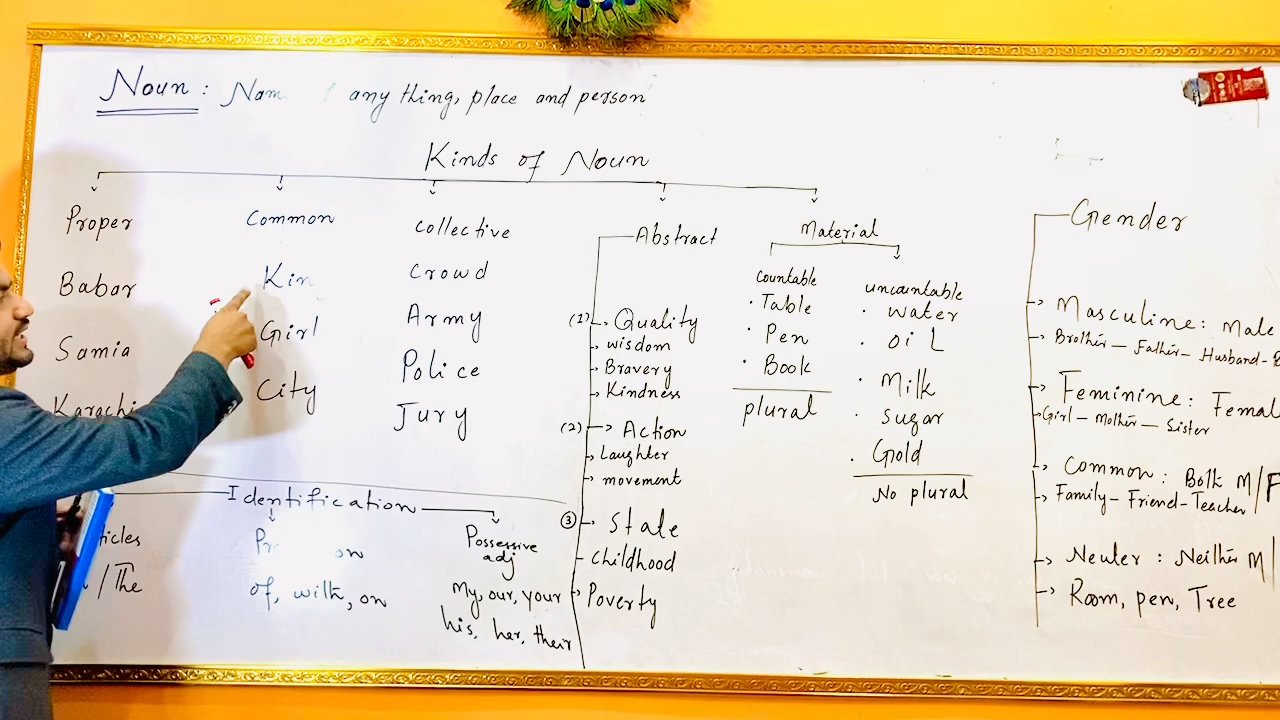 Noun: Nam any thing, place and person
Kinds of Noun
Proper
Babar
Samia
Karachi
Common
Kin
Girl
City
Collective
Crowd
Army
Police
Jury
Abstract
(1) Quality
wisdom
Bravery
Kindness
(2) Action
Laughter
movement
③ State
Childhood
Poverty
Material
Countable
· Table
· Pen
· Book
plural
uncountable
· water
· oil
· Milk
· sugar
· Gold
No plural
Gender
Masculine: Male
Brother - Father - Husband -
Feminine: Femal
Girl - Mother - Sister
Common: Both M/F
Family - Friend - Teacher
Neuter: Neither M/
Room, pen, Tree
Identification
ticles
/The
Pr on
of, with, on
Possessive
adj
My, our, your
his, her, their